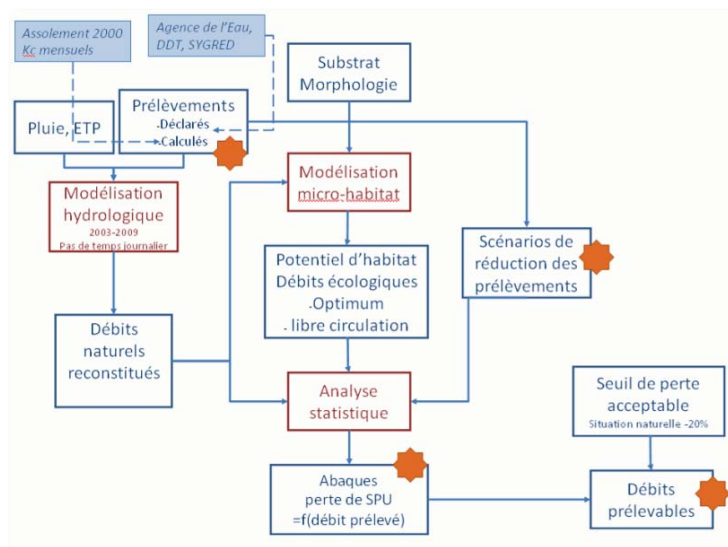 Assolement 2000
Kc mensuels
Agence de l'Eau,
DDT, SYGRED
Substrat
Morphologie
Pluie, ETP
Prélèvements
-Déclarés
-Calculés
Modélisation
hydrologique
2003-2009
Pas de temps journalier
Modélisation
micro-habitat
Scénarios de
réduction des
prélèvements
Potentiel d'habitat
Débits écologiques
-Optimum
- libre circulation
Débits
naturels
reconstitués
Analyse
statistique
Seuil de perte
acceptable
Situation naturelle -20%
Abaques
perte de SPU
=f(débit prélevé)
Débits
prélevables